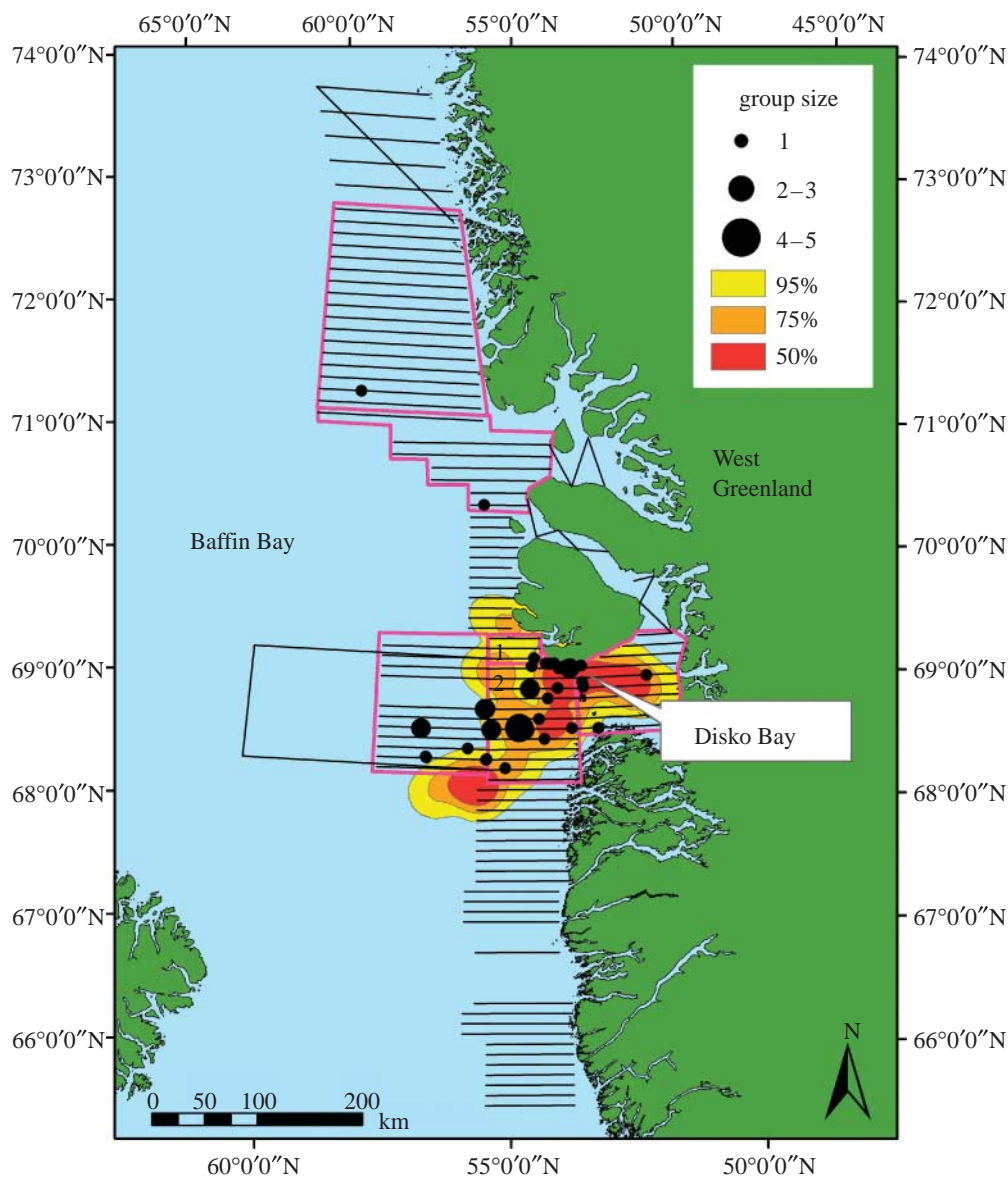 65°0′0″W 60°0′0″W 55°0′0″W 50°0′0″W 45°0′0″W
74°0′0″N 74°0′0″N
group size
1
2–3
4–5
95%
75%
50%
73°0′0″N 73°0′0″N
72°0′0″N 72°0′0″N
71°0′0″N 71°0′0″N
West
Greenland
Baffin Bay
70°0′0″N 70°0′0″N
1
69°0′0″N 69°0′0″N
2
Disko Bay
68°0′0″N 68°0′0″N
67°0′0″N 67°0′0″N
66°0′0″N 66°0′0″N
N
0 50 100 200
km
60°0′0″W 55°0′0″W 50°0′0″W